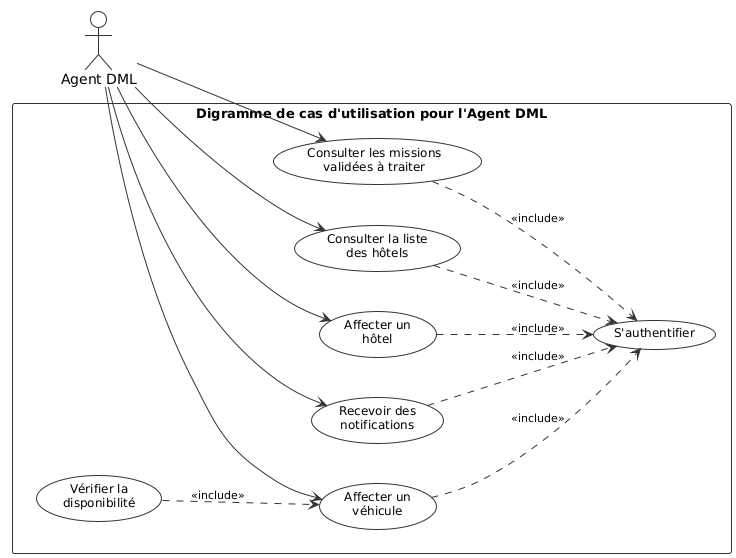 Agent DML
Digramme de cas d'utilisation pour l'Agent DML
Consulter les missions
validées à traiter
«include»
Consulter la liste
des hôtels
«include»
Affecter un
hôtel
«include»
S'authentifier
«include»
Recevoir des
notifications
«include»
Vérifier la
disponibilité
«include»
Affecter un
véhicule